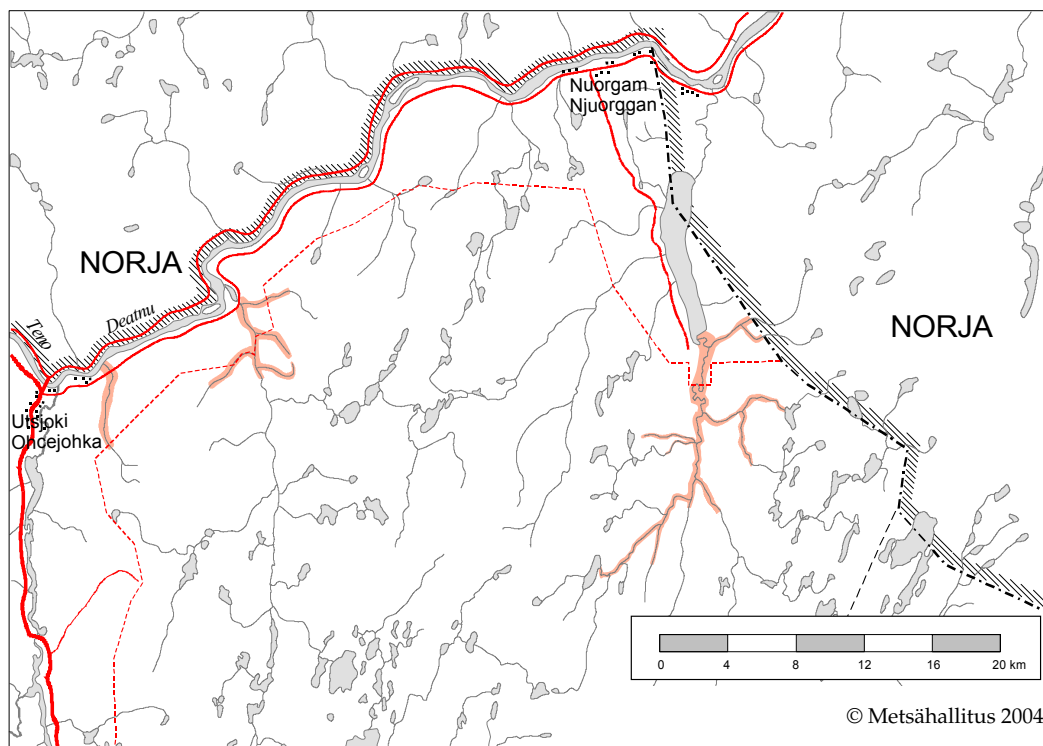 Nuorgam
Njuorggan
NORJA
Deatnu
Teno
NORJA
Utsjoki
Ohcejohka
0 4 8 12 16 20 km
© Metsähallitus 2004